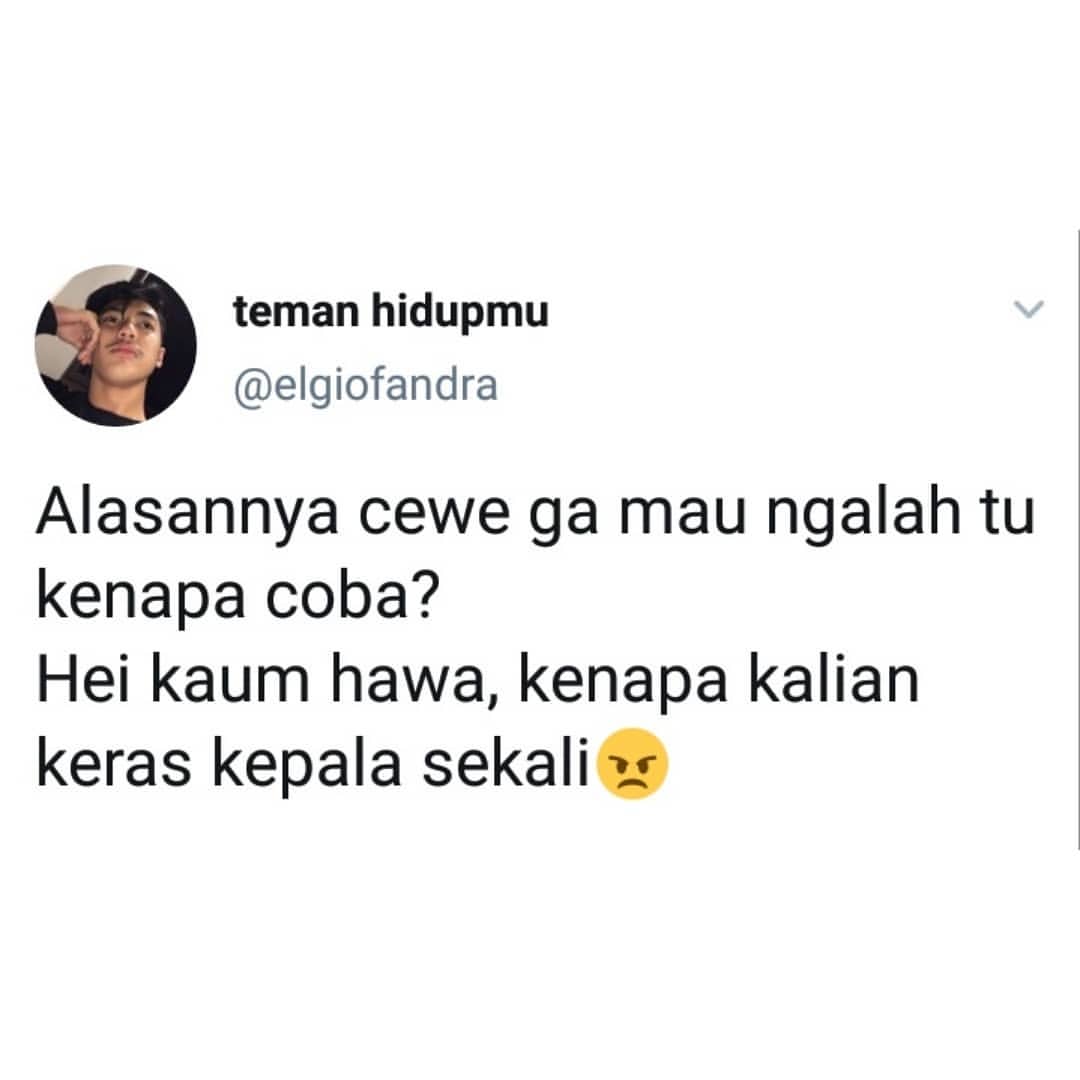 teman hidupmu
@elgiofandra
Alasannya cewe ga mau ngalah tu
kenapa coba?
Hei kaum hawa, kenapa kalian
keras kepala sekali😠